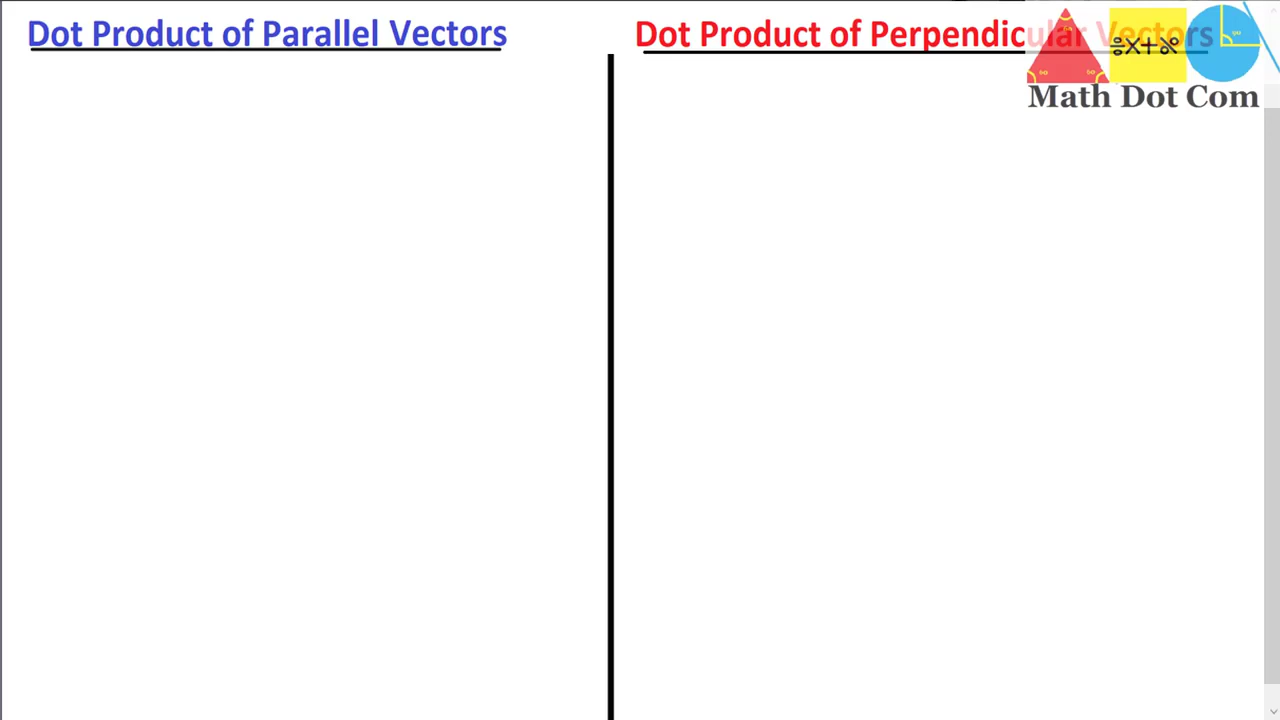 Dot Product of Parallel Vectors
Dot Product of Perpendicular Vectors
÷×+%
Math Dot Com